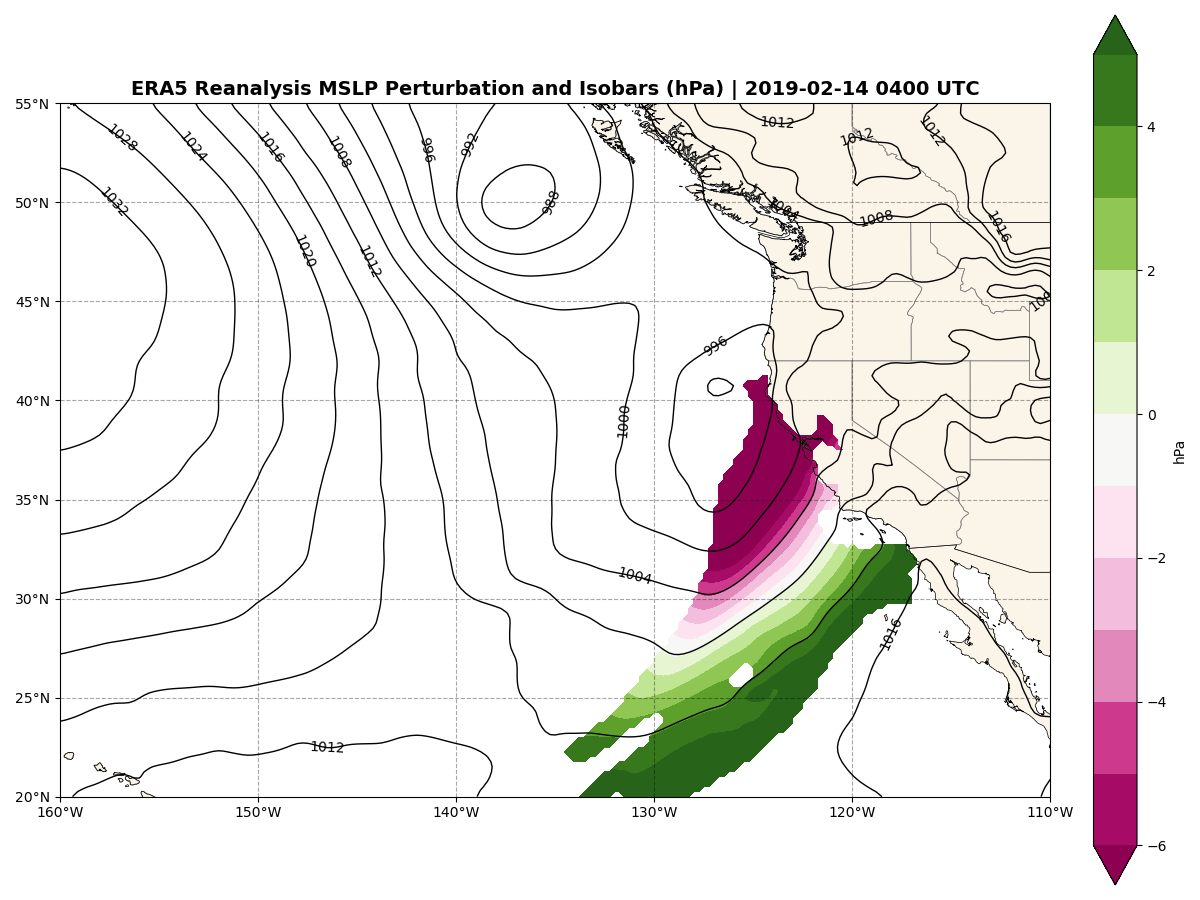 ERA5 Reanalysis MSLP Perturbation and Isobars (hPa) | 2019-02-14 0400 UTC
55°N
50°N
45°N
40°N
35°N
30°N
25°N
20°N
160°W
150°W
140°W
130°W
120°W
110°W
1028
1024
1016
1008
996
992
1012
1012
1012
1032
988
1004
1008
1016
1020
1012
996
1000
1004
1016
1012
4
2
0
−2
−4
−6
hPa